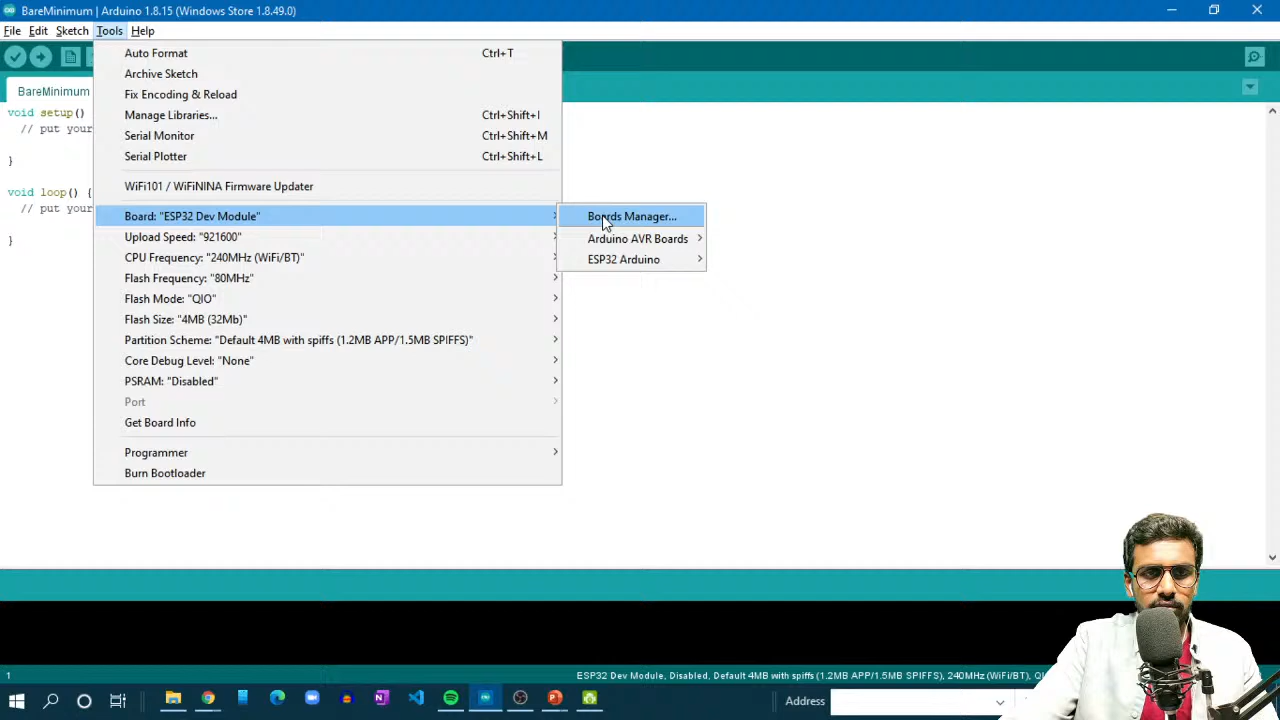 BareMinimum | Arduino 1.8.15 (Windows Store 1.8.49.0)
File Edit Sketch Tools Help
BareMinimum
void setup()
// put your
}
void loop() {
// put your
}
Auto Format Ctrl+T
Archive Sketch
Fix Encoding & Reload
Manage Libraries... Ctrl+Shift+I
Serial Monitor Ctrl+Shift+M
Serial Plotter Ctrl+Shift+L
WiFi101 / WiFiNINA Firmware Updater
Board: "ESP32 Dev Module"
Upload Speed: "921600"
CPU Frequency: "240MHz (WiFi/BT)"
Flash Frequency: "80MHz"
Flash Mode: "QIO"
Flash Size: "4MB (32Mb)"
Partition Scheme: "Default 4MB with spiffs (1.2MB APP/1.5MB SPIFFS)"
Core Debug Level: "None"
PSRAM: "Disabled"
Port
Get Board Info
Programmer
Burn Bootloader
Boards Manager...
Arduino AVR Boards
ESP32 Arduino
1
ESP32 Dev Module, Disabled, Default 4MB with spiffs (1.2MB APP/1.5MB SPIFFS), 240MHz (WiFi/BT),
Address